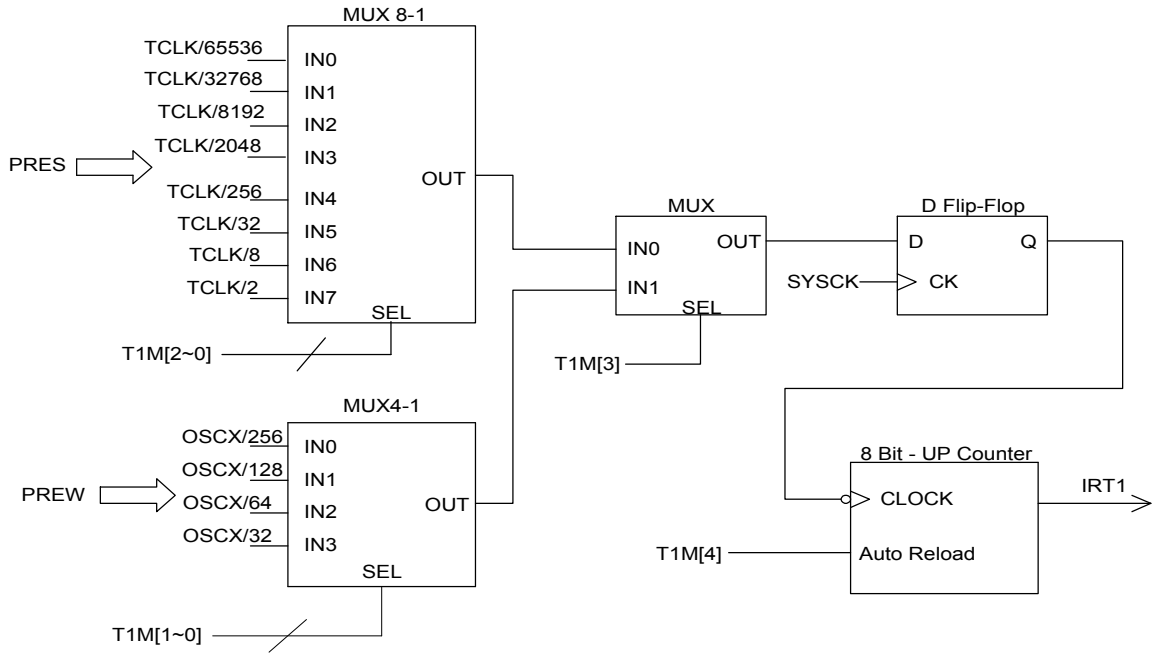 MUX 8-1
TCLK/65536
IN0
TCLK/32768
IN1
TCLK/8192
IN2
TCLK/2048
IN3
PRES
TCLK/256
IN4
TCLK/32
IN5
TCLK/8
IN6
TCLK/2
IN7
OUT
SEL
T1M[2~0]
MUX
IN0
OUT
IN1
SEL
T1M[3]
D Flip-Flop
D
Q
SYSCK
CK
MUX4-1
OSCX/256
IN0
OSCX/128
IN1
PREW
OSCX/64
IN2
OSCX/32
IN3
OUT
SEL
T1M[1~0]
8 Bit - UP Counter
CLOCK
IRT1
T1M[4]
Auto Reload